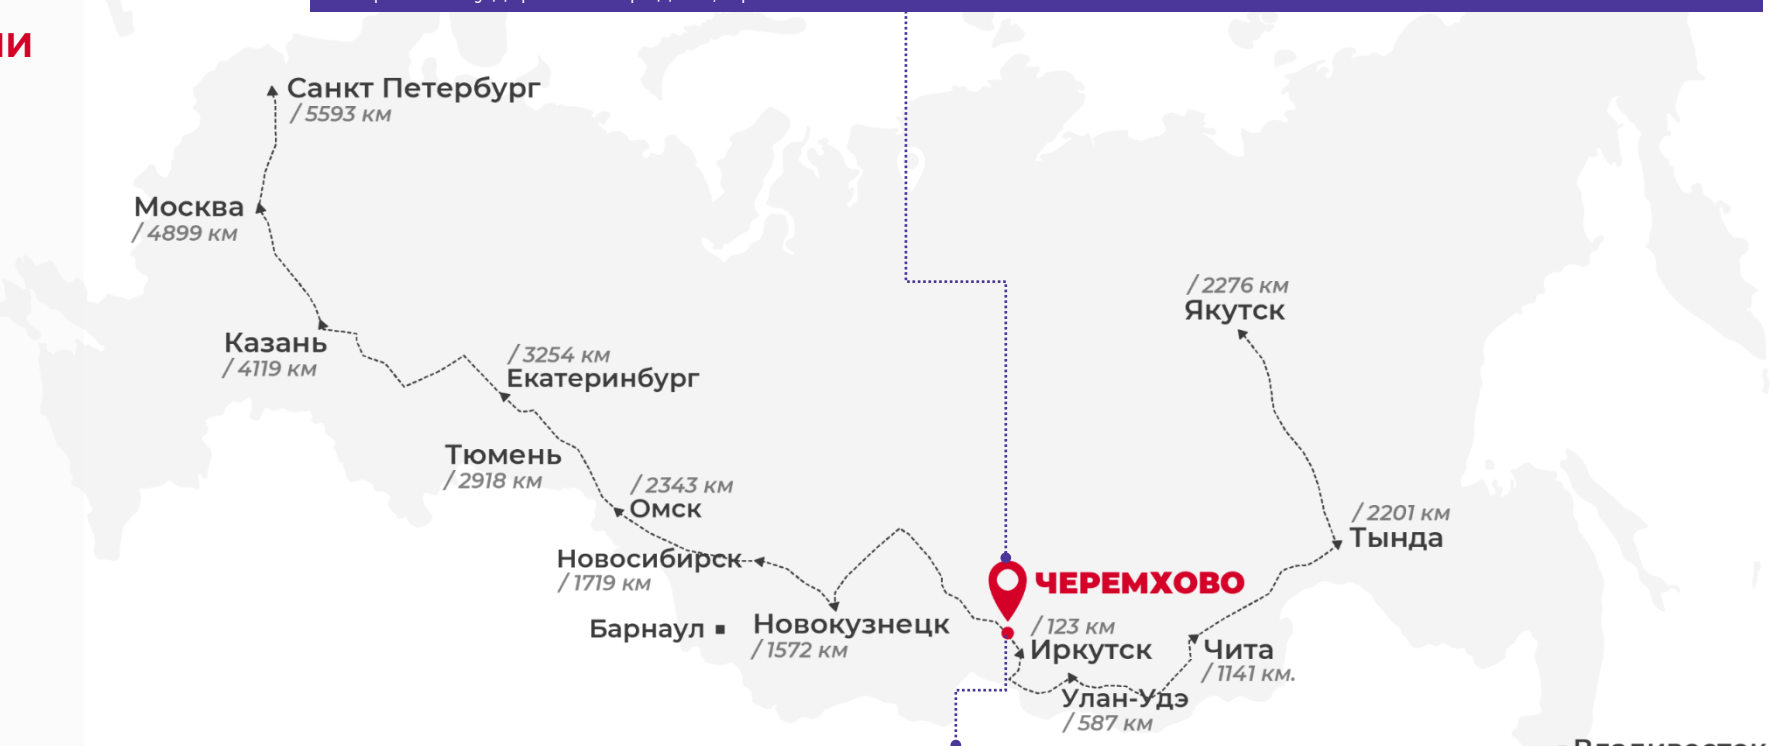 ИИ
Санкт Петербург
/ 5593 км
Москва
/ 4899 км
/ 2276 км
Якутск
Казань
/ 4119 км
/ 3254 км
Екатеринбург
Тюмень
/ 2918 км
/ 2343 км
Омск
/ 2201 км
Тында
Новосибирск
/ 1719 км
ЧЕРЕМХОВО
Барнаул
Новокузнецк
/ 1572 км
/ 123 км
Иркутск
Чита
/ 1141 км.
Улан-Удэ
/ 587 км
Владивосток